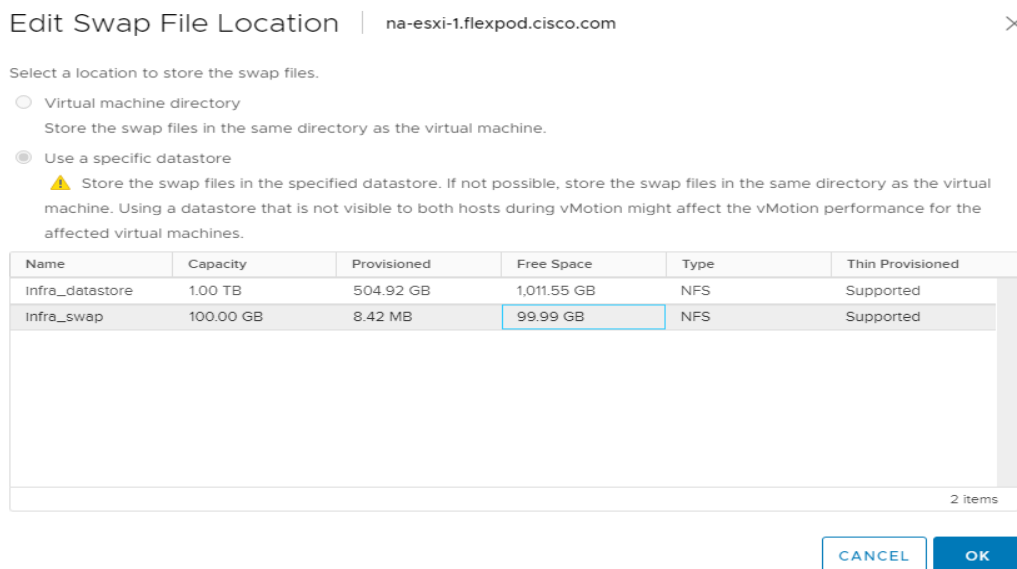 Edit Swap File Location | na-esxi-1.flexpod.cisco.com
Select a location to store the swap files.
Virtual machine directory
Store the swap files in the same directory as the virtual machine.
Use a specific datastore
Store the swap files in the specified datastore. If not possible, store the swap files in the same directory as the virtual
machine. Using a datastore that is not visible to both hosts during vMotion might affect the vMotion performance for the
affected virtual machines.
Name Capacity Provisioned Free Space Type Thin Provisioned
Infra_datastore 1.00 TB 504.92 GB 1,011.55 GB NFS Supported
Infra_swap 100.00 GB 8.42 MB 99.99 GB NFS Supported
2 items
CANCEL OK